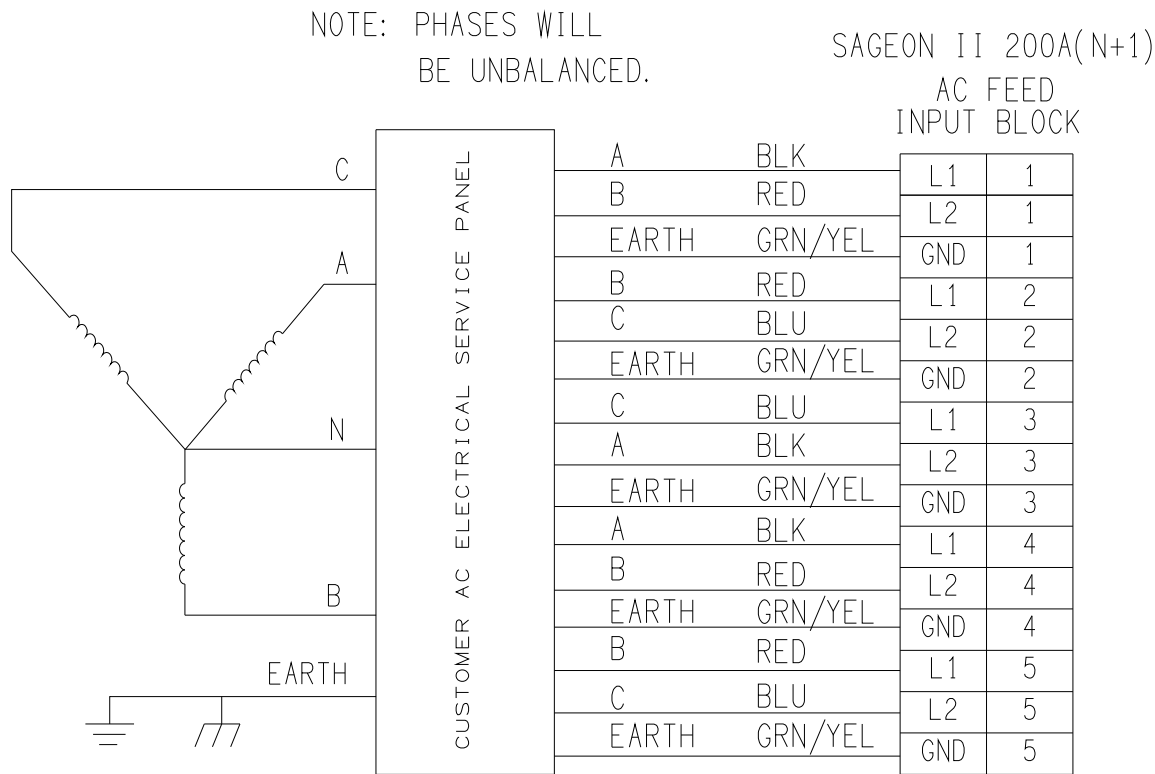 NOTE: PHASES WILL
BE UNBALANCED.
SAGEON II 200A(N+1)
AC FEED
INPUT BLOCK
C
A
N
B
EARTH
CUSTOMER AC ELECTRICAL SERVICE PANEL
A BLK L1 1
B RED L2 1
EARTH GRN/YEL GND 1
B RED L1 2
C BLU L2 2
EARTH GRN/YEL GND 2
C BLU L1 3
A BLK L2 3
EARTH GRN/YEL GND 3
A BLK L1 4
B RED L2 4
EARTH GRN/YEL GND 4
B RED L1 5
C BLU L2 5
EARTH GRN/YEL GND 5